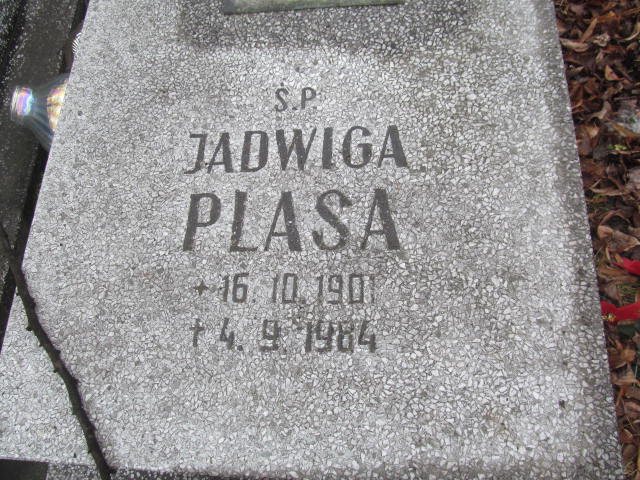 Ś.P.
JADWIGA
PLASA
+ 16. 10. 1901
† 4. 9. 1984